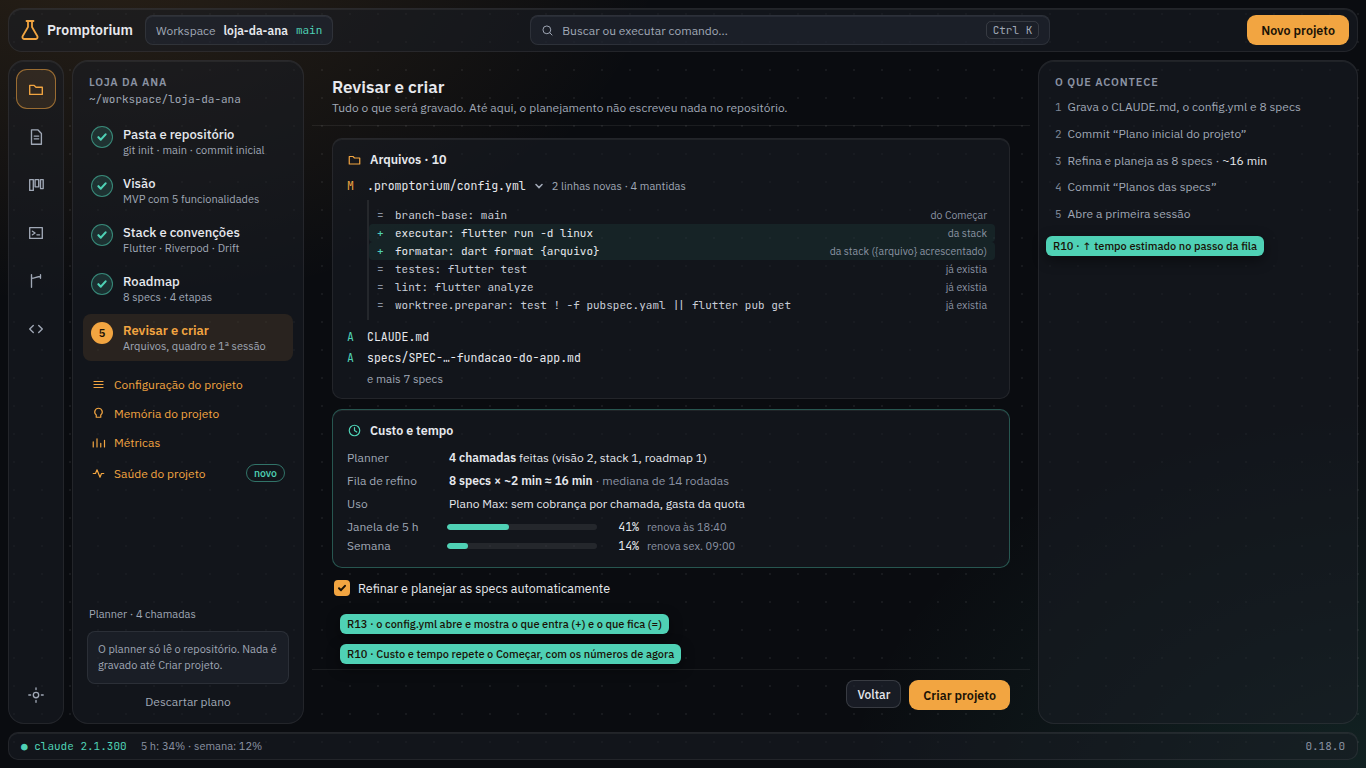 Promptorium
Workspace loja-da-ana main
Buscar ou executar comando…
Ctrl K
Novo projeto
LOJA DA ANA
~/workspace/loja-da-ana
Pasta e repositório
git init · main · commit inicial
Visão
MVP com 5 funcionalidades
Stack e convenções
Flutter · Riverpod · Drift
Roadmap
8 specs · 4 etapas
5 Revisar e criar
Arquivos, quadro e 1ª sessão
Configuração do projeto
Memória do projeto
Métricas
Saúde do projeto novo
Planner · 4 chamadas
O planner só lê o repositório. Nada é
gravado até Criar projeto.
Descartar plano
Revisar e criar
Tudo o que será gravado. Até aqui, o planejamento não escreveu nada no repositório.
Arquivos · 10
M .promptorium/config.yml 2 linhas novas · 4 mantidas
= branch-base: main do Começar
+ executar: flutter run -d linux da stack
+ formatar: dart format {arquivo} da stack ({arquivo} acrescentado)
= testes: flutter test já existia
= lint: flutter analyze já existia
= worktree.preparar: test ! -f pubspec.yaml || flutter pub get já existia
A CLAUDE.md
A specs/SPEC-…-fundacao-do-app.md
e mais 7 specs
Custo e tempo
Planner 4 chamadas feitas (visão 2, stack 1, roadmap 1)
Fila de refino 8 specs × ~2 min ≈ 16 min · mediana de 14 rodadas
Uso Plano Max: sem cobrança por chamada, gasta da quota
Janela de 5 h 41% renova às 18:40
Semana 14% renova sex. 09:00
Refinar e planejar as specs automaticamente
R13 · o config.yml abre e mostra o que entra (+) e o que fica (=)
R10 · Custo e tempo repete o Começar, com os números de agora
Voltar
Criar projeto
O QUE ACONTECE
1 Grava o CLAUDE.md, o config.yml e 8 specs
2 Commit “Plano inicial do projeto”
3 Refina e planeja as 8 specs · ~16 min
4 Commit “Planos das specs”
5 Abre a primeira sessão
R10 · ↑ tempo estimado no passo da fila
claude 2.1.300 5 h: 34% · semana: 12%
0.18.0